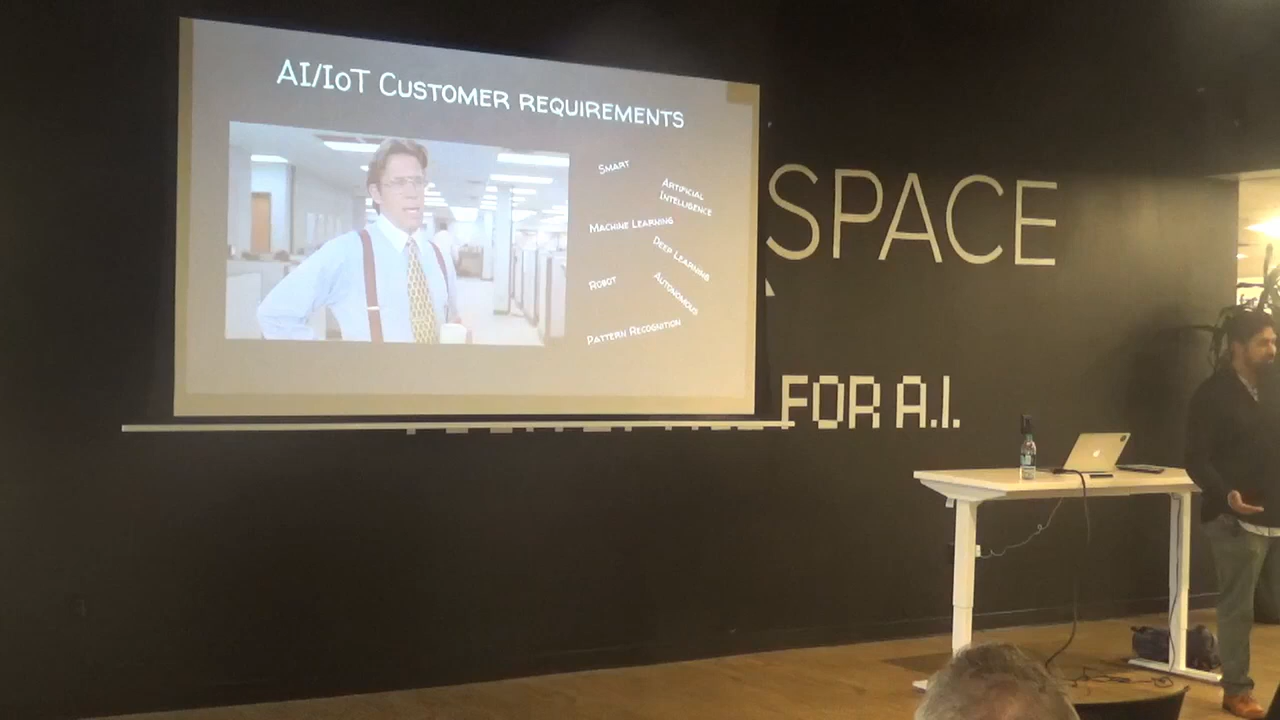 AI/IoT Customer requirements
Smart
Artificial
Intelligence
Machine Learning
Deep Learning
Robot
Autonomous
Pattern Recognition
SPACE
FOR A.I.